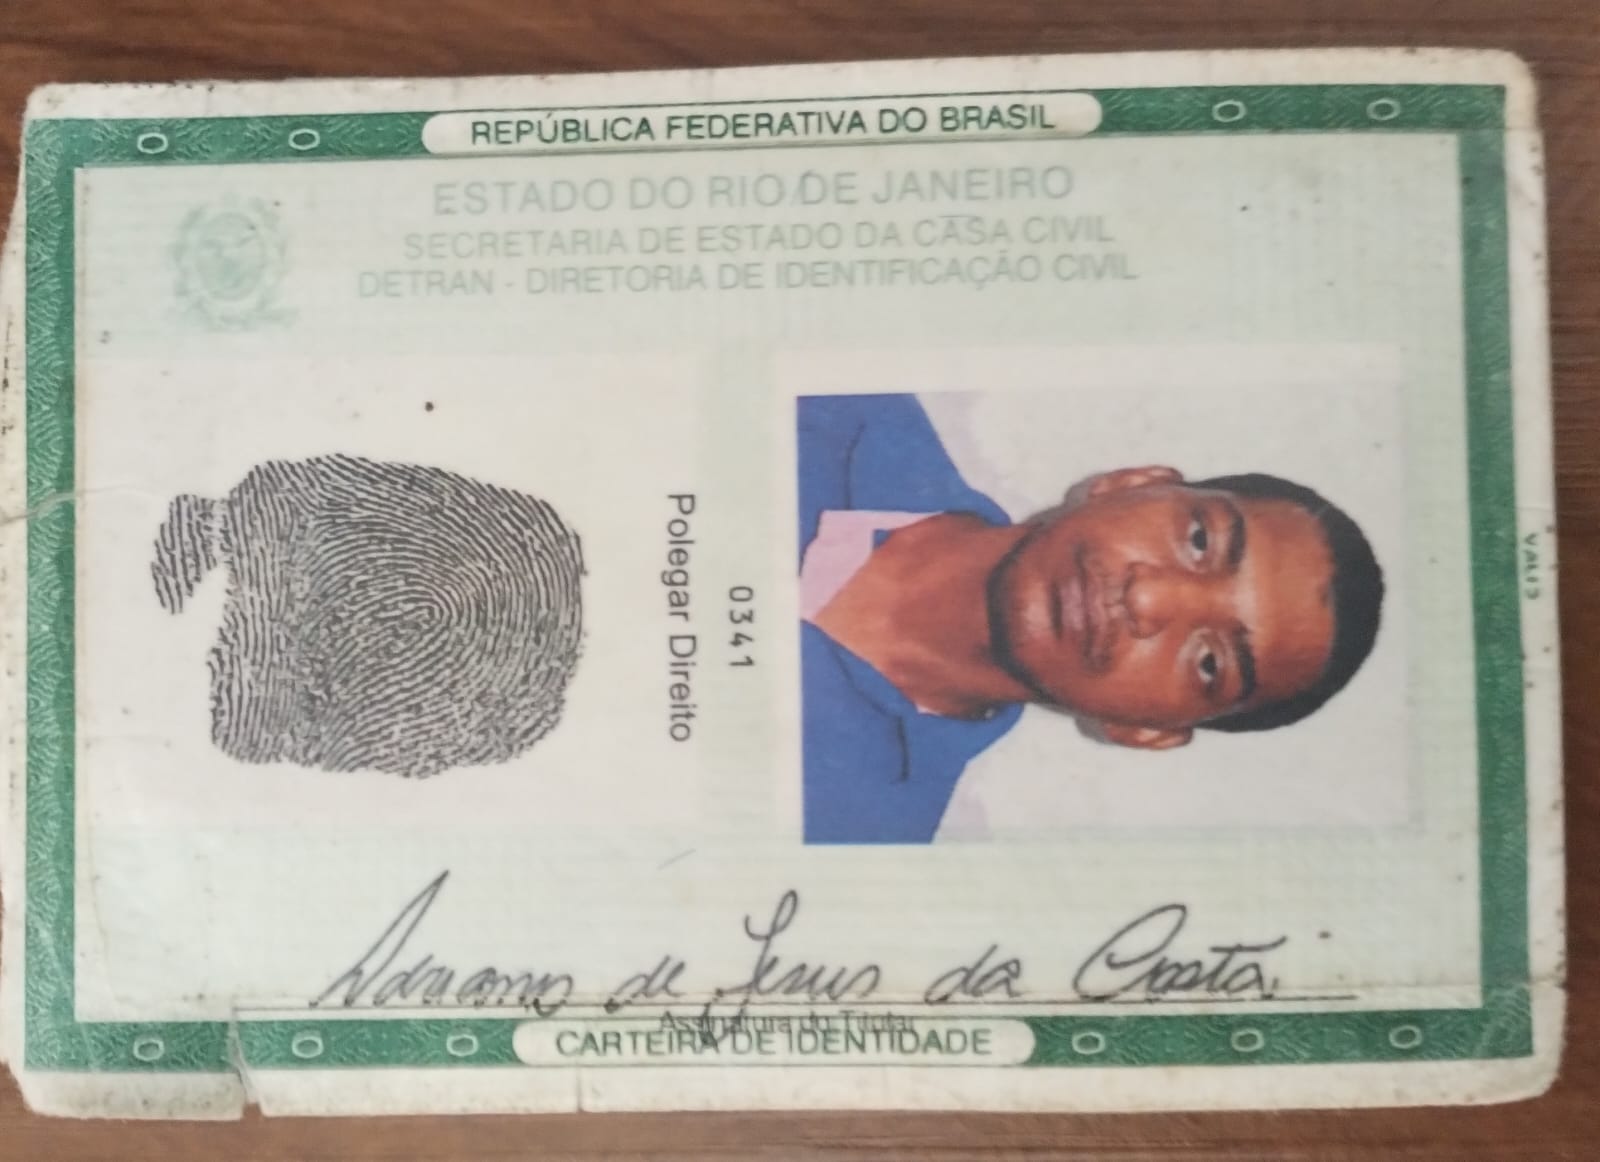 REPÚBLICA FEDERATIVA DO BRASIL
ESTADO DO RIO DE JANEIRO
SECRETARIA DE ESTADO DA CASA CIVIL
DETRAN - DIRETORIA DE IDENTIFICAÇÃO CIVIL
Polegar Direito
0341
Adriano de Jesus da Costa
Assinatura do Titular
CARTEIRA DE IDENTIDADE